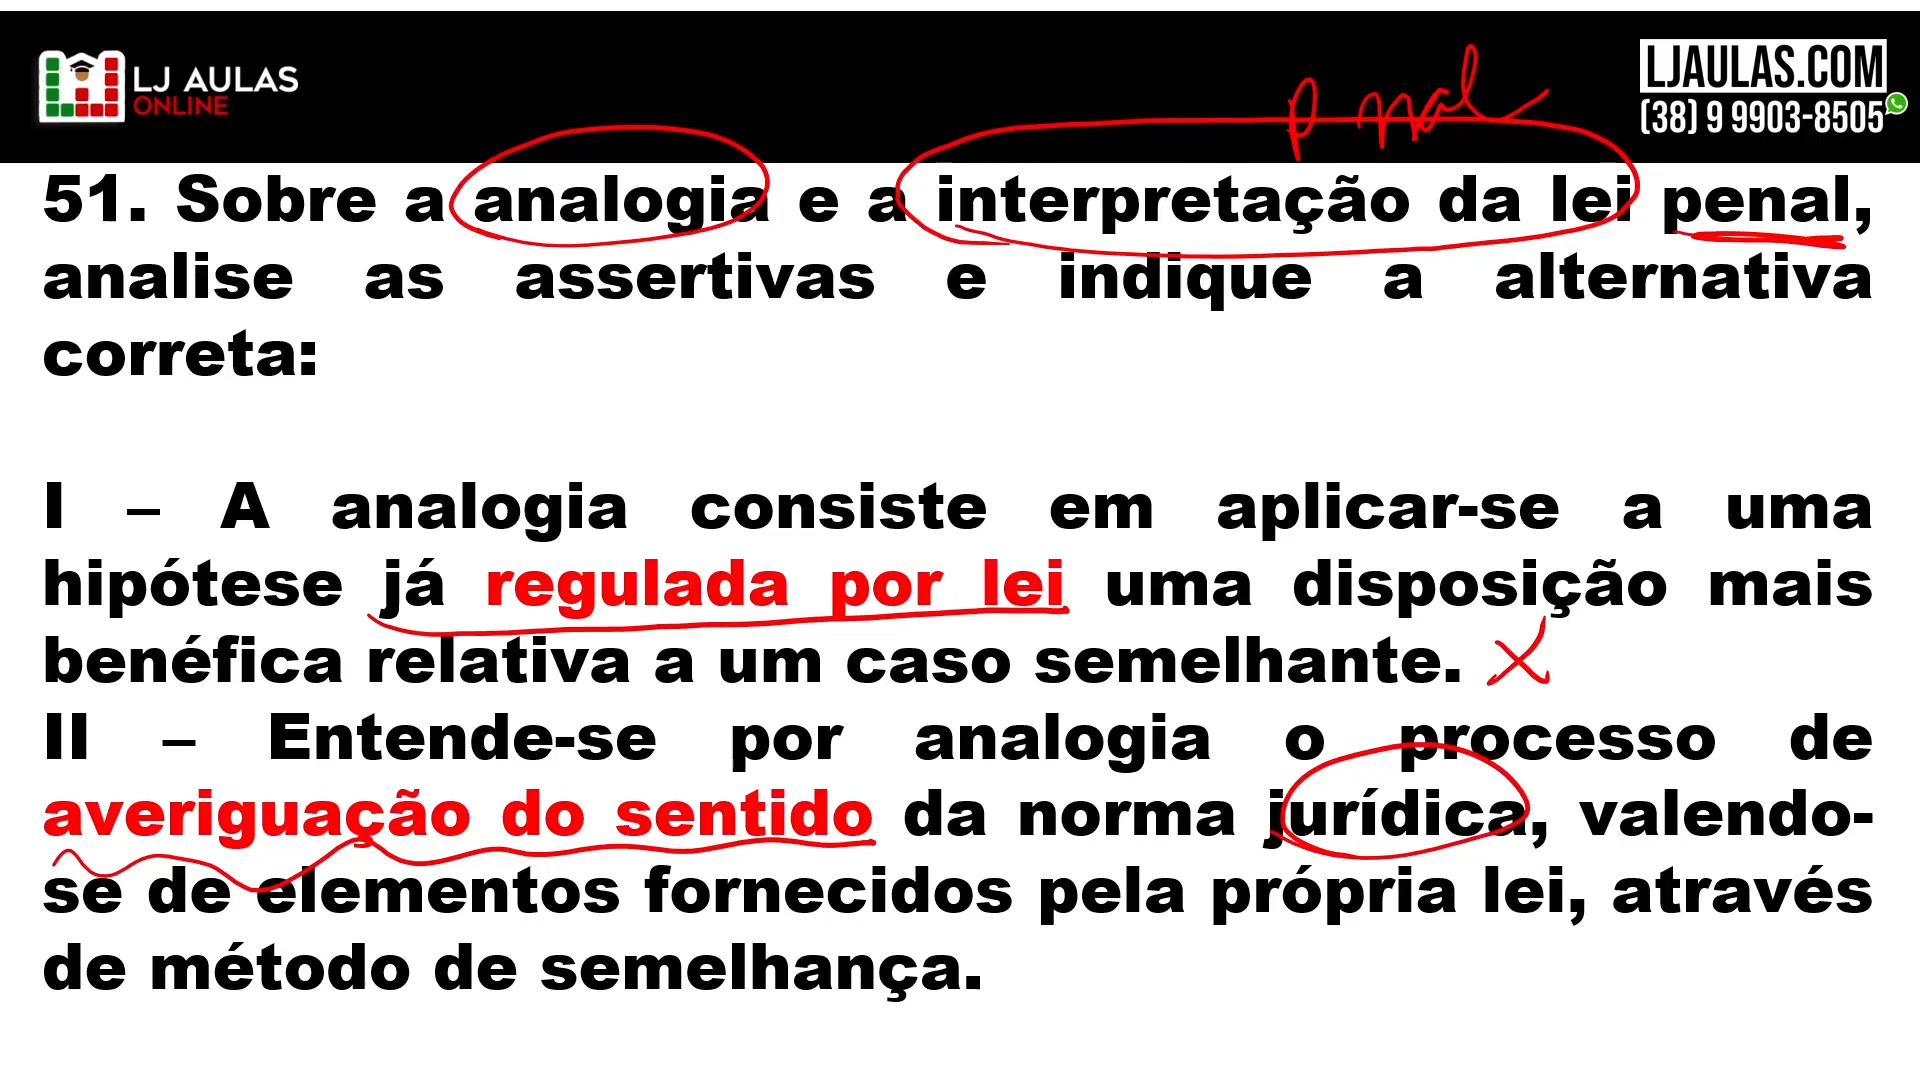 LJ AULAS
ONLINE
LJAULAS.COM
(38) 9 9903-8505
51. Sobre a analogia e a interpretação da lei penal,
analise as assertivas e indique a alternativa
correta:
I – A analogia consiste em aplicar-se a uma
hipótese já regulada por lei uma disposição mais
benéfica relativa a um caso semelhante.
II – Entende-se por analogia o processo de
averiguação do sentido da norma jurídica, valendo-
se de elementos fornecidos pela própria lei, através
de método de semelhança.